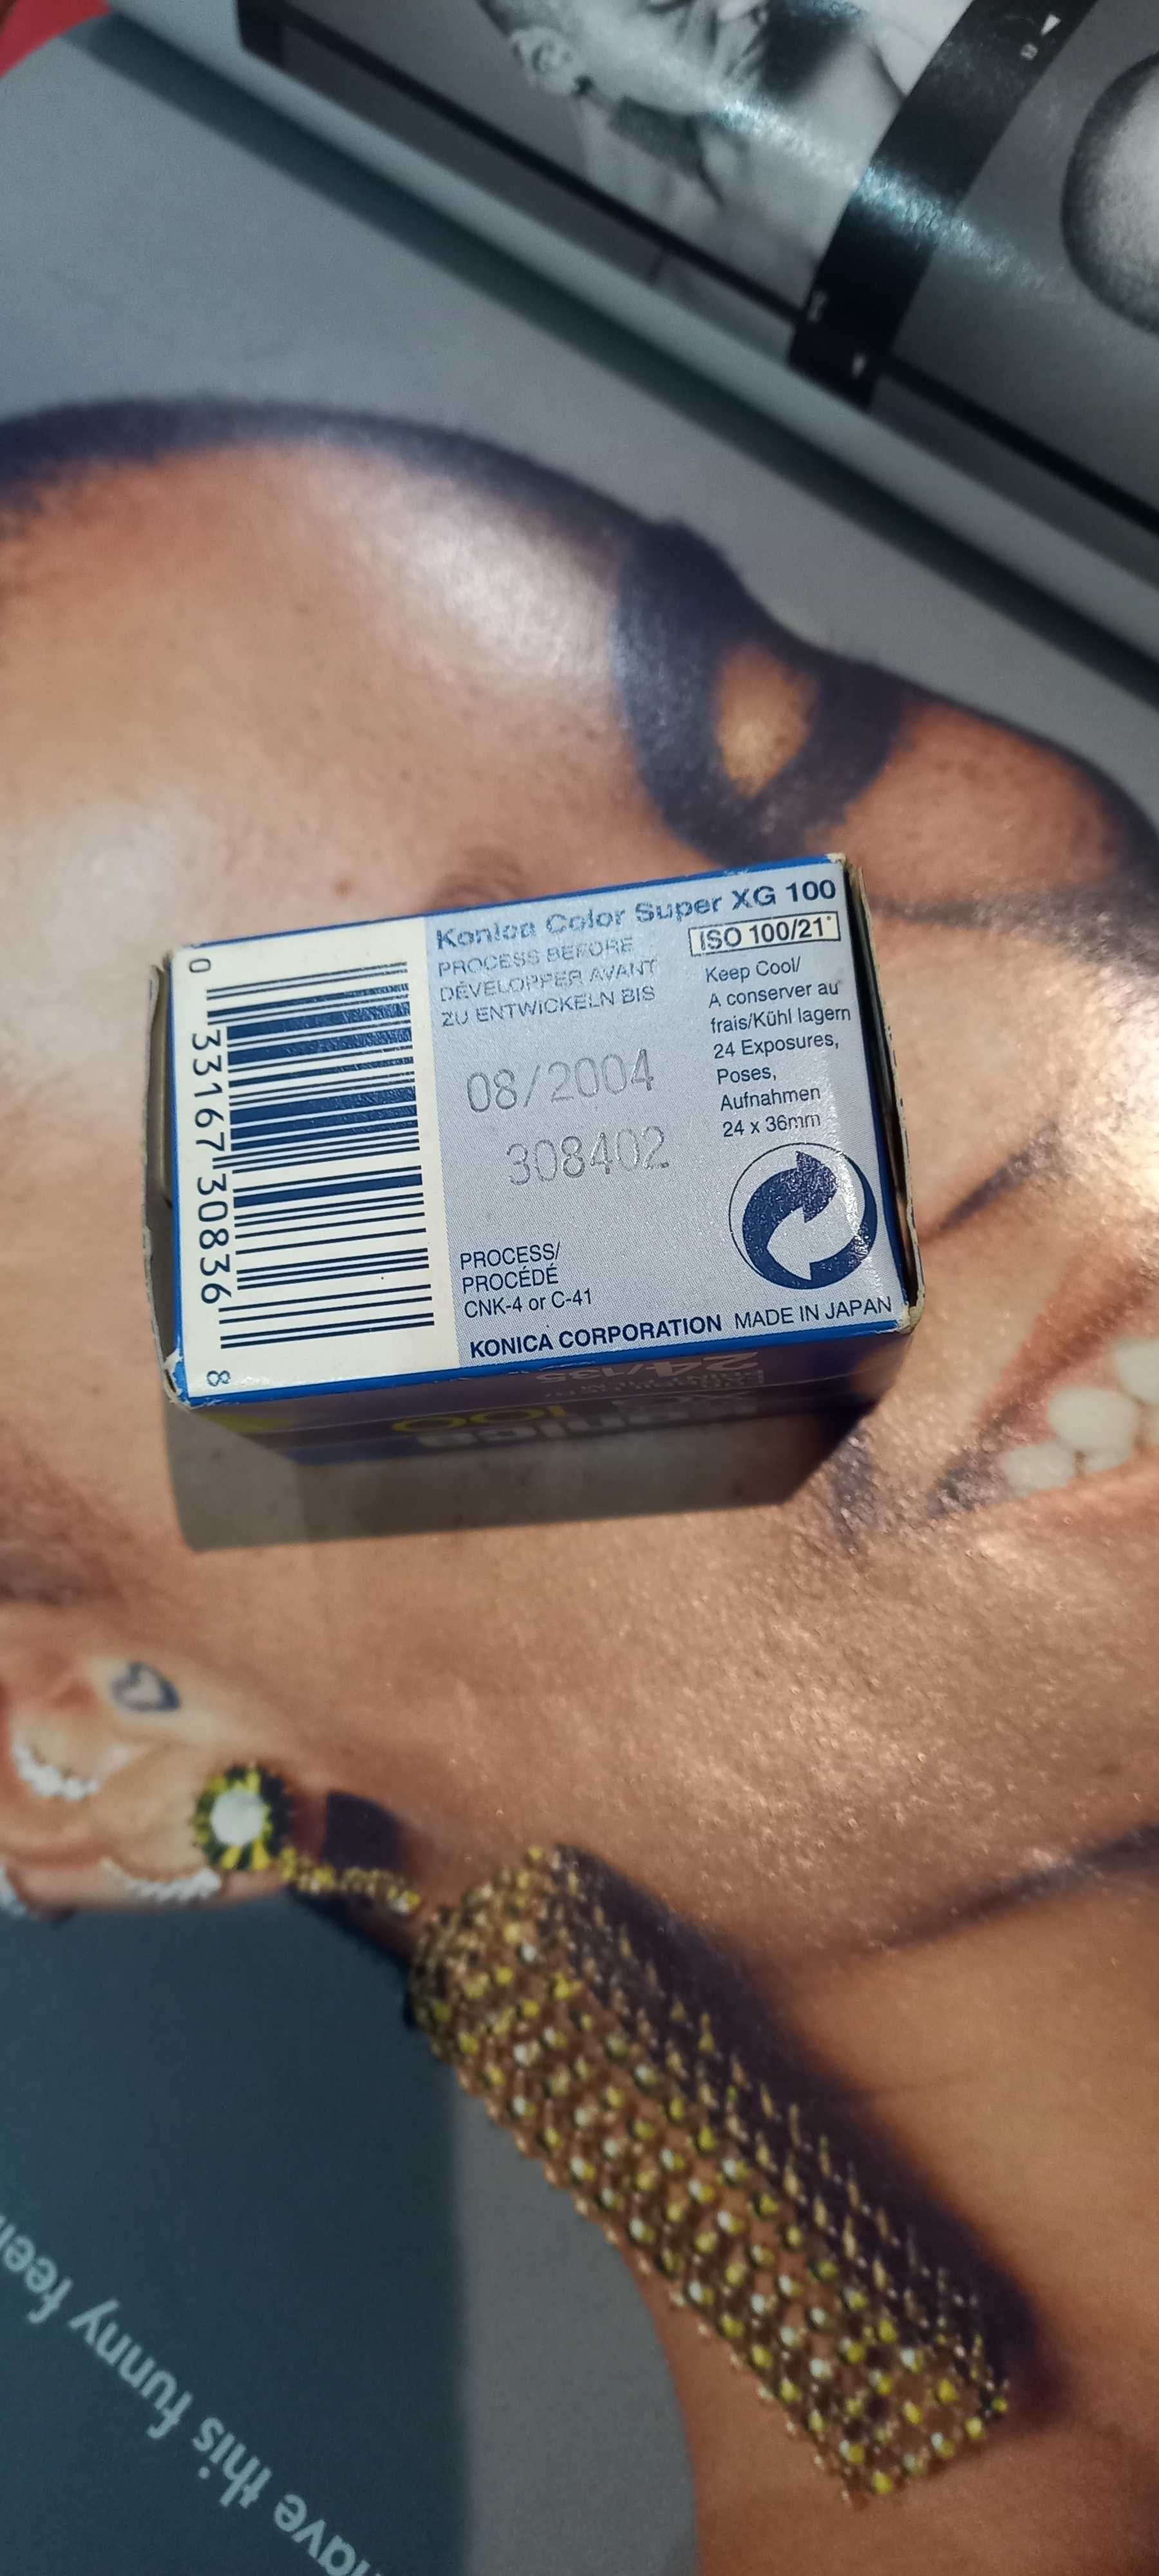 Konica Color Super XG 100
PROCESS BEFORE
DÉVELOPPER AVANT
ZU ENTWICKELN BIS
08/2004
308402
PROCESS/
PROCÉDÉ
CNK-4 or C-41
ISO 100/21°
Keep Cool/
A conserver au
frais/Kühl lagern
24 Exposures,
Poses,
Aufnahmen
24 x 36mm
KONICA CORPORATION MADE IN JAPAN
0 33167 30836 8
Konica
100
24/135
have this funny